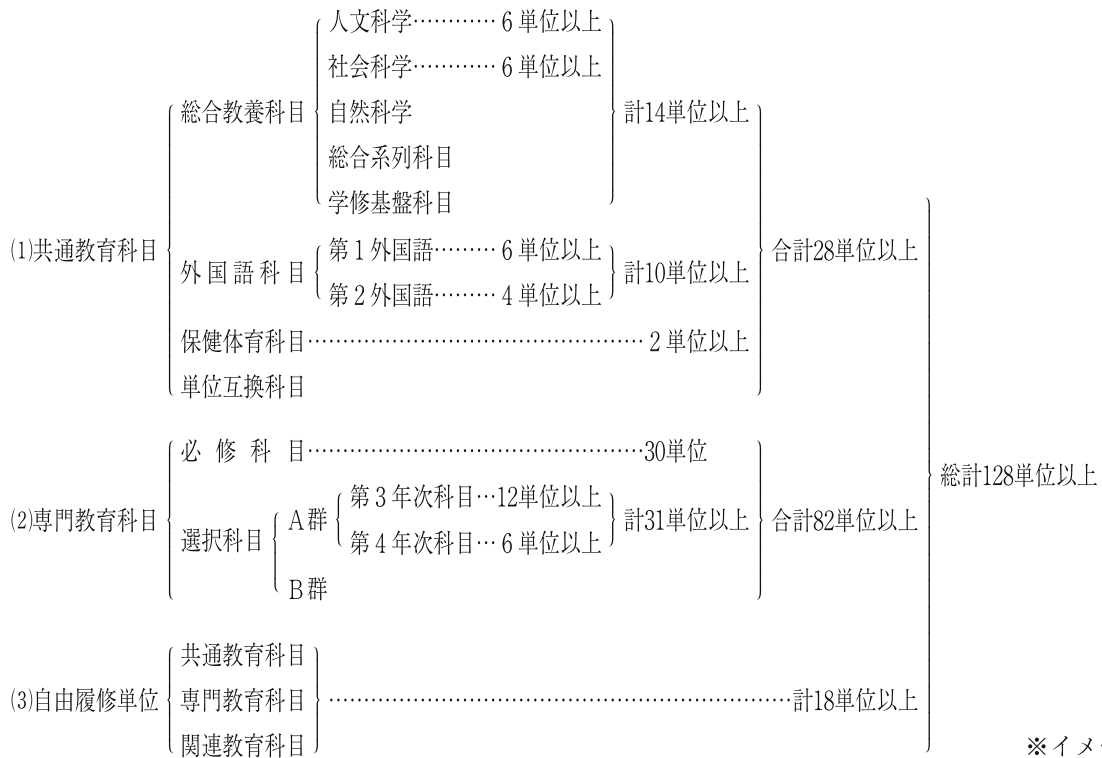 人文科学………… 6 単位以上
社会科学………… 6 単位以上
総合教養科目 自然科学 計14単位以上
総合系列科目
学修基盤科目
(1)共通教育科目 合計28単位以上
第 1 外国語……… 6 単位以上
外国語科目 計10単位以上
第 2 外国語……… 4 単位以上
保健体育科目………………………………………… 2 単位以上
単位互換科目
必修科目…………………………………………30単位
総計128単位以上
第 3 年次科目…12単位以上
(2)専門教育科目 選択科目 A群 計31単位以上 合計82単位以上
第 4 年次科目… 6 単位以上
B群
共通教育科目
(3)自由履修単位 専門教育科目 …………………………………………………………計18単位以上
関連教育科目
※イメ